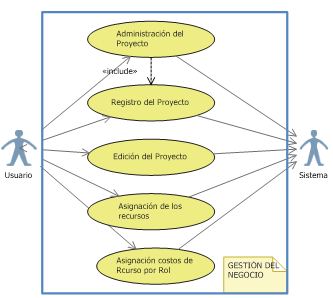 Administración del
Proyecto
«include»
Registro del Proyecto
Edición del Proyecto
Usuario
Sistema
Asignación de los
recursos
Asignación costos de
Rcurso por Rol
GESTIÓN DEL
NEGOCIO